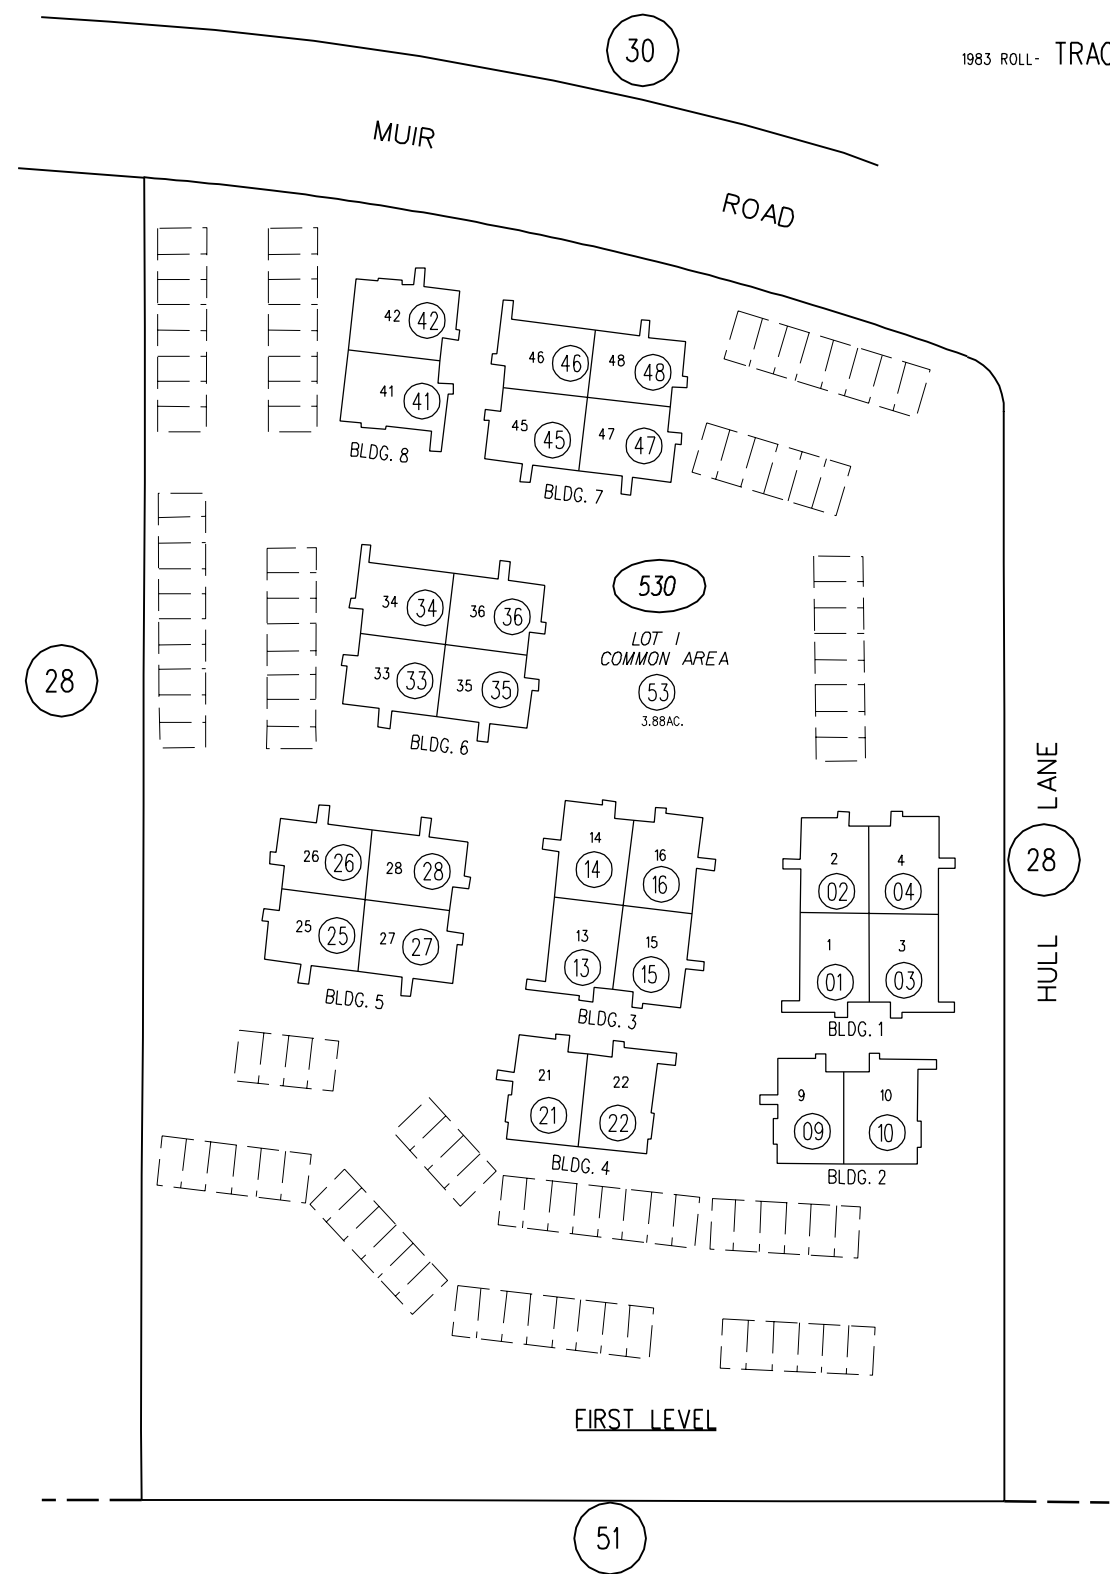 30
1983 ROLL- TRAC
MUIR
ROAD
42 42
41 41
BLDG. 8
46 46
48 48
45 45
47 47
BLDG. 7
34 34
36 36
33 33
35 35
BLDG. 6
530
LOT 1
COMMON AREA
53
3.88AC.
28
HULL LANE
28
26 26
28 28
25 25
27 27
BLDG. 5
14
14
16
16
13
13
15
15
BLDG. 3
2
02
4
04
1
01
3
03
BLDG. 1
21
21
22
22
BLDG. 4
9
09
10
10
BLDG. 2
FIRST LEVEL
51